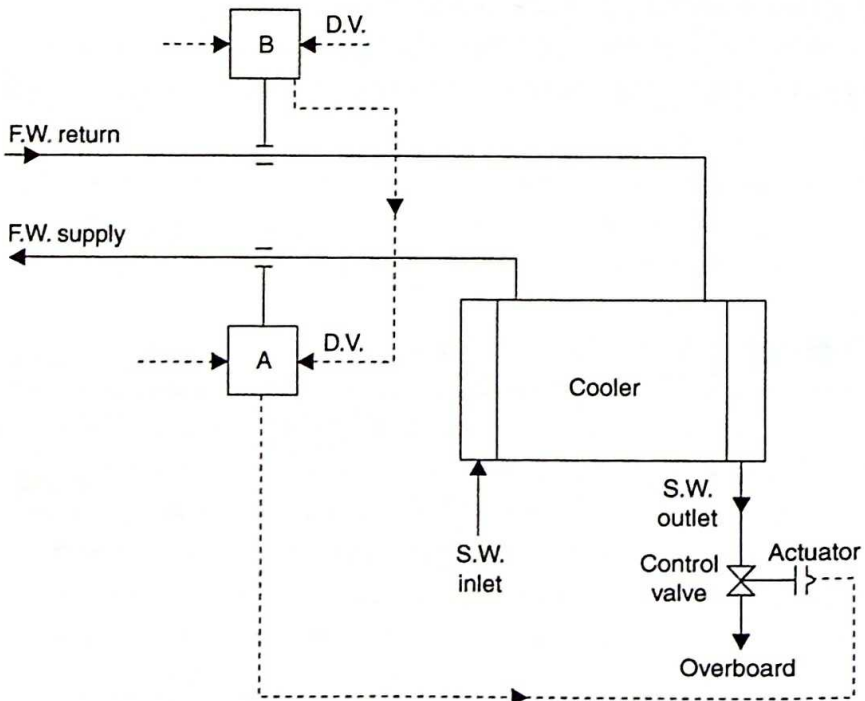 B
D.V.
F.W. return
F.W. supply
A
D.V.
Cooler
S.W.
outlet
S.W.
inlet
Control
valve
Actuator
Overboard